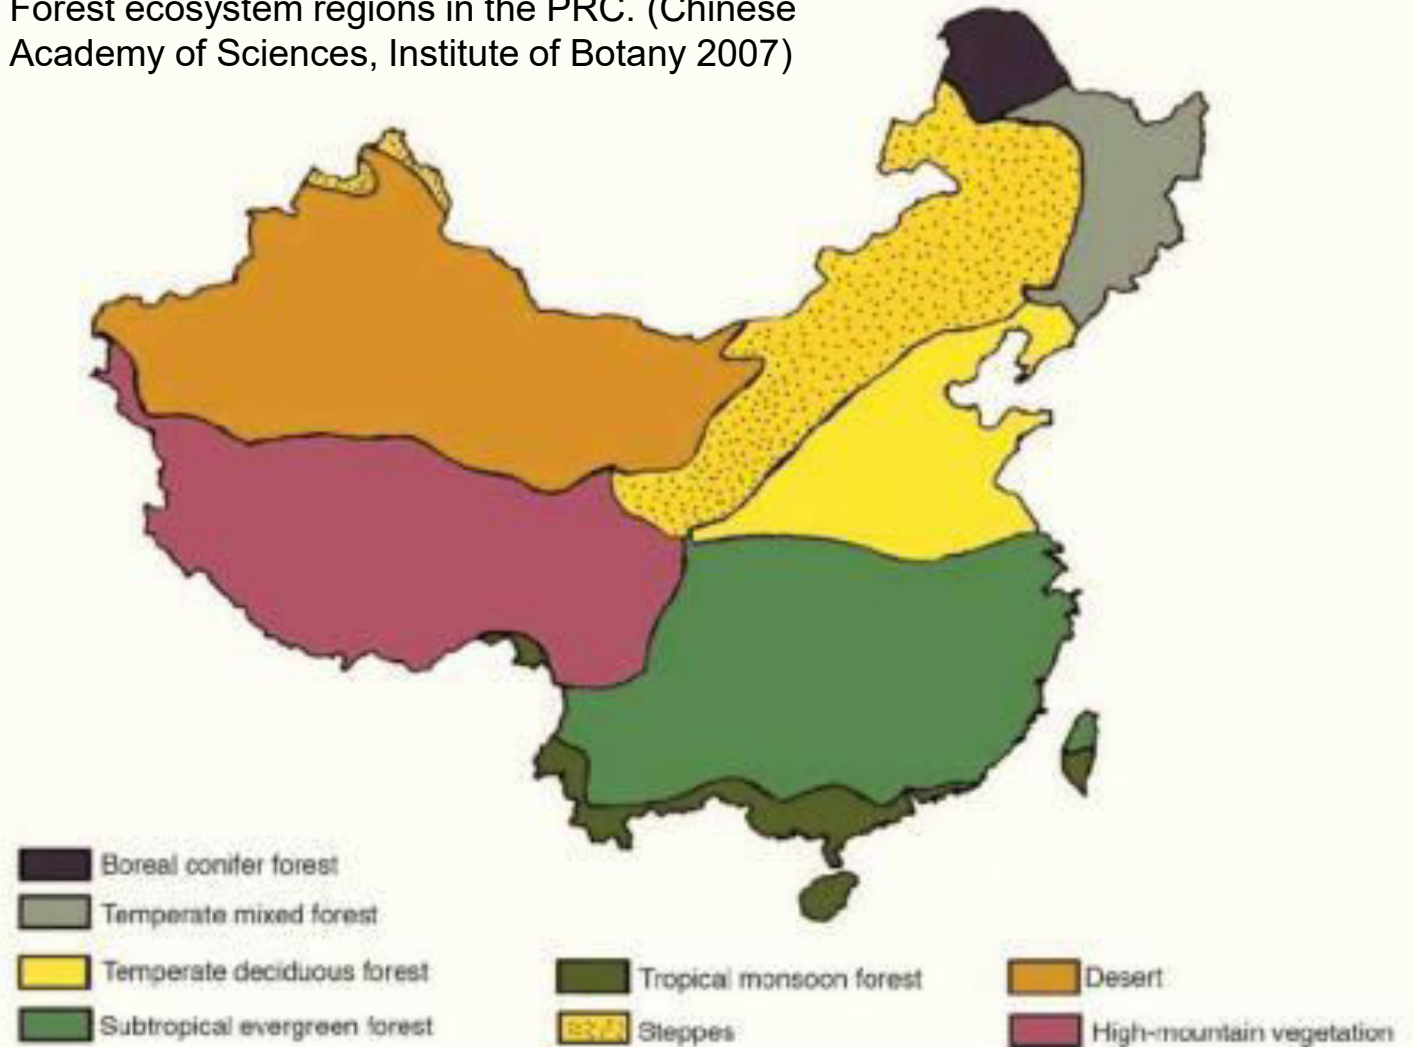 Forest ecosystem regions in the PRC. (Chinese
Academy of Sciences, Institute of Botany 2007)
Boreal conifer forest
Temperate mixed forest
Temperate deciduous forest
Subtropical evergreen forest
Tropical monsoon forest
Steppes
Desert
High-mountain vegetation